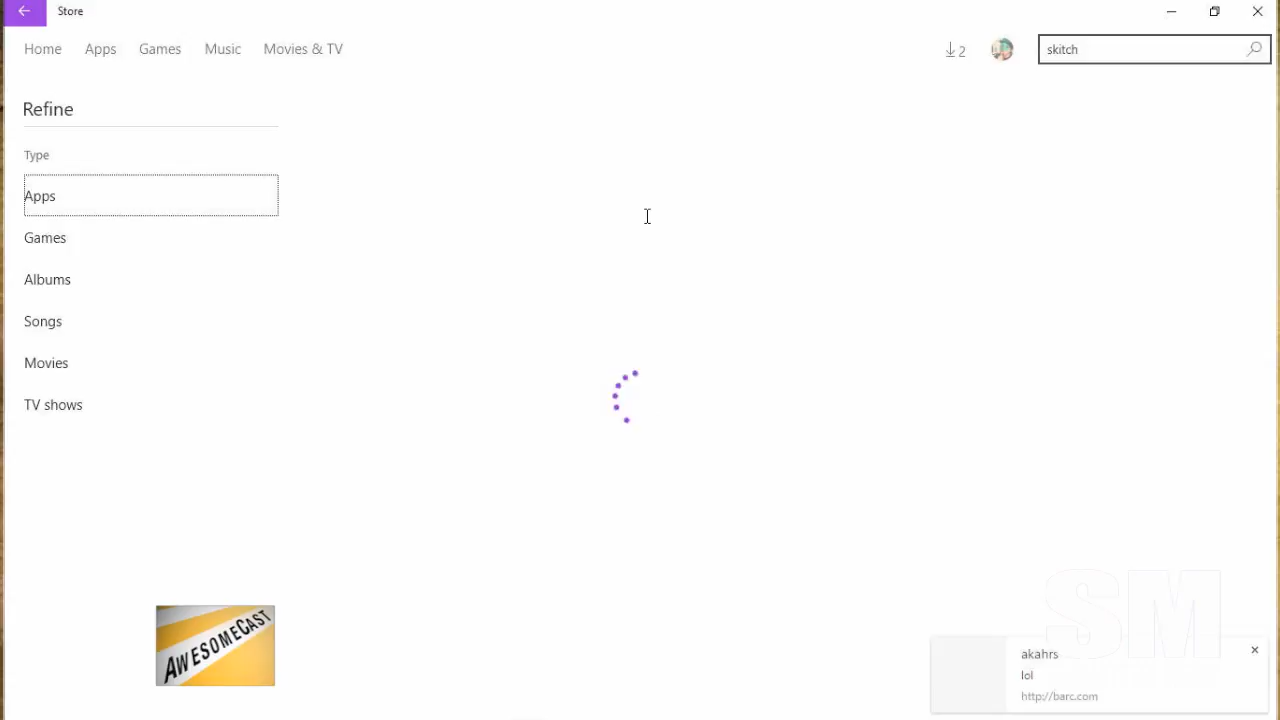 Store
Home Apps Games Music Movies & TV 2 skitch
Refine
Type
Apps
Games
Albums
Songs
Movies
TV shows
AWESOMECAST
SM
akahrs
lol
http://barc.com